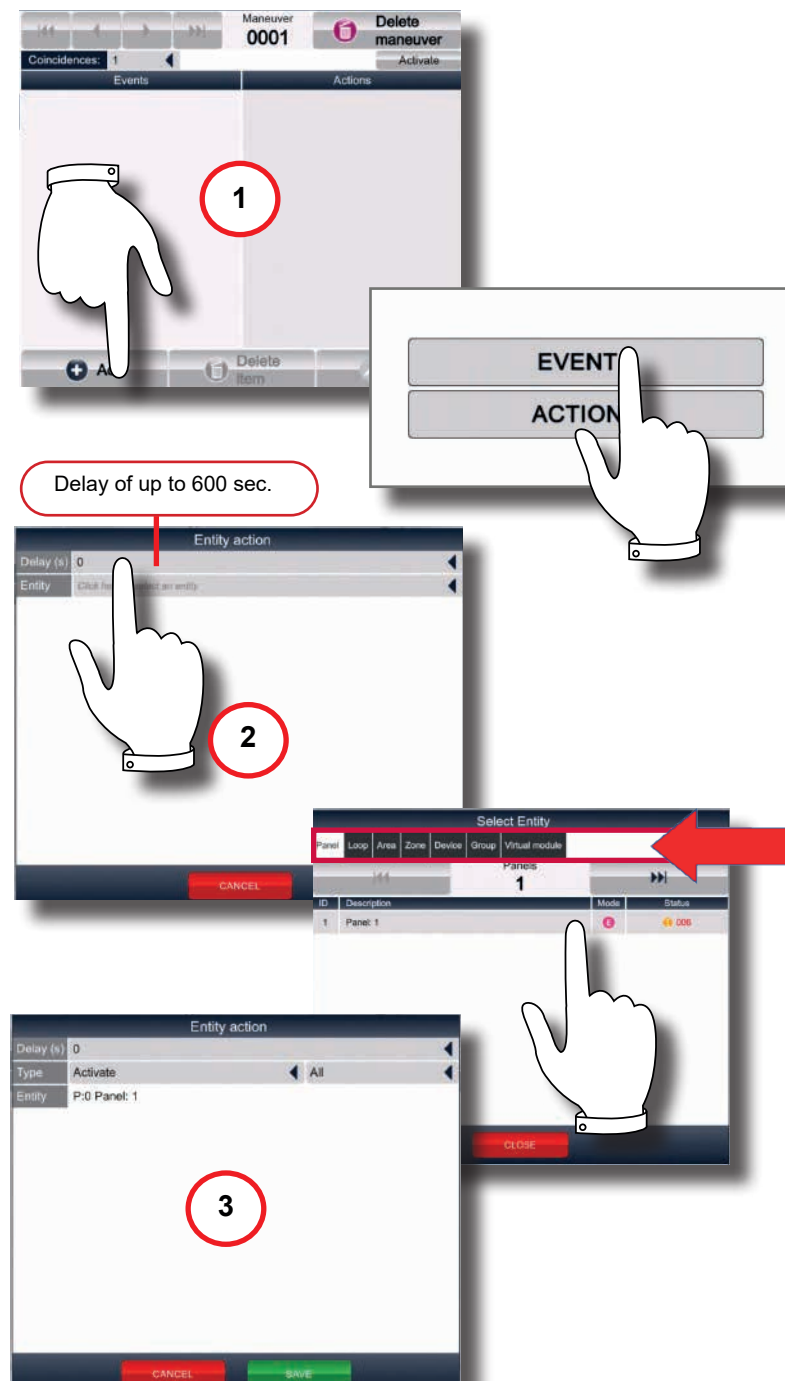 Maneuver
0001
Delete
maneuver
Coincidences: 1
Activate
Events Actions
1
Delete
Item
EVENT
ACTION
Delay of up to 600 sec.
Entity action
Delay (s) 0
Entity
2
CANCEL
Select Entity
Panel Loop Area Zone Device Group Virtual module
Panels
1
ID Description Mode Status
1 Panel: 1 E 006
CLOSE
Entity action
Delay (s) 0
Type Activate All
Entity P:0 Panel: 1
3
CANCEL SAVE